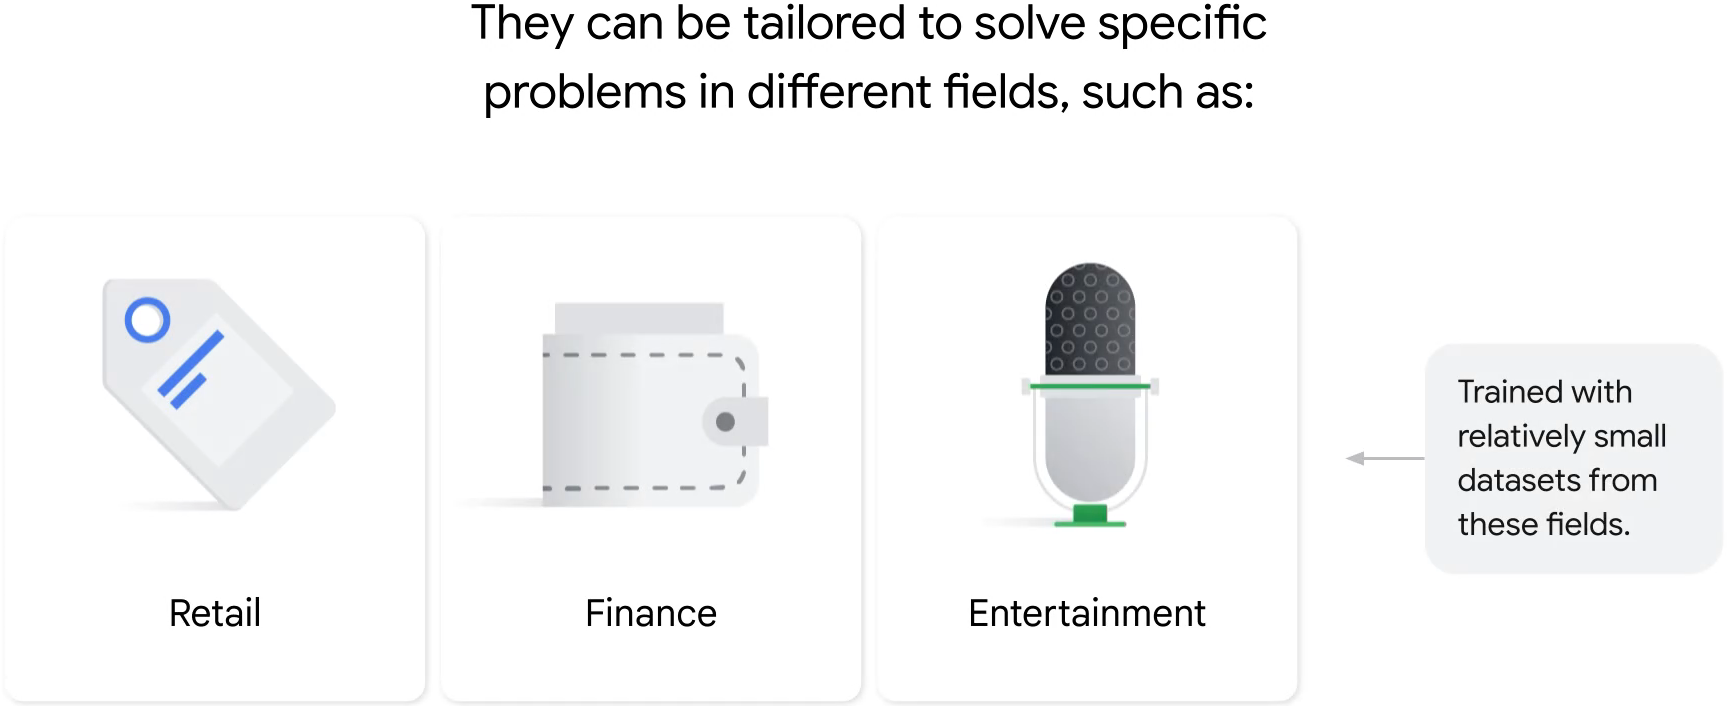 They can be tailored to solve specific
problems in different fields, such as:
Retail
Finance
Entertainment
Trained with
relatively small
datasets from
these fields.